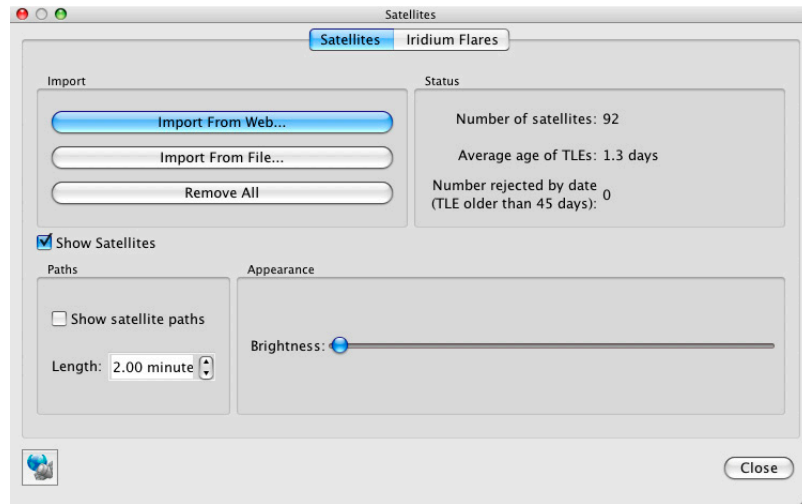 Satellites
Satellites Iridium Flares
Import
Import From Web...
Import From File...
Remove All
Status
Number of satellites: 92
Average age of TLEs: 1.3 days
Number rejected by date 0
(TLE older than 45 days):
Show Satellites
Paths
Show satellite paths
Length: 2.00 minute
Appearance
Brightness:
Close